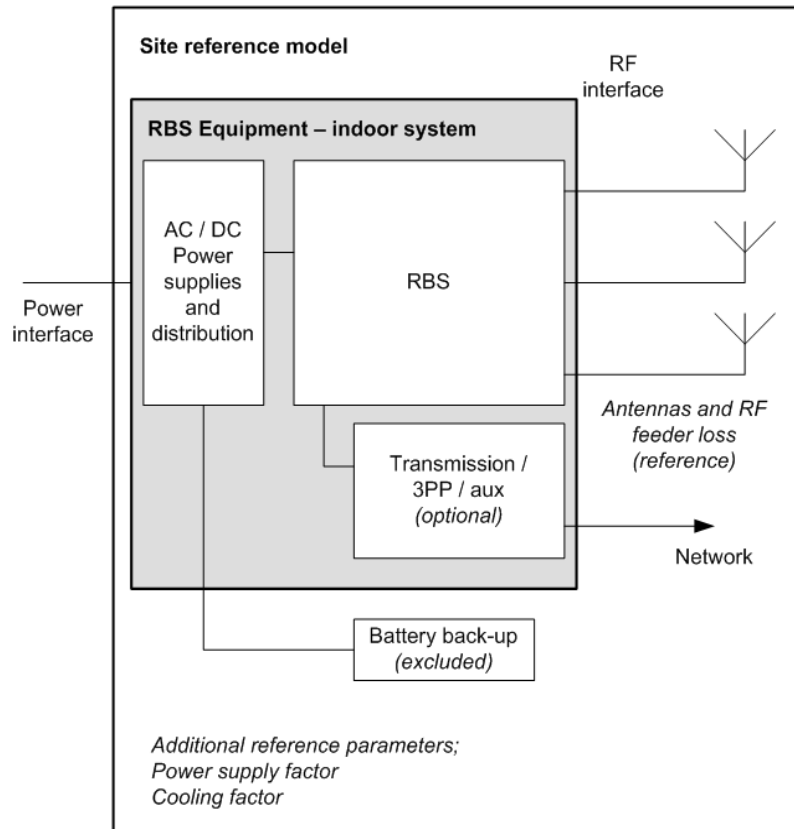 Site reference model
RF
interface
RBS Equipment – indoor system
AC / DC
Power
supplies
and
distribution
RBS
Power
interface
Antennas and RF
feeder loss
(reference)
Transmission /
3PP / aux
(optional)
Network
Battery back-up
(excluded)
Additional reference parameters;
Power supply factor
Cooling factor